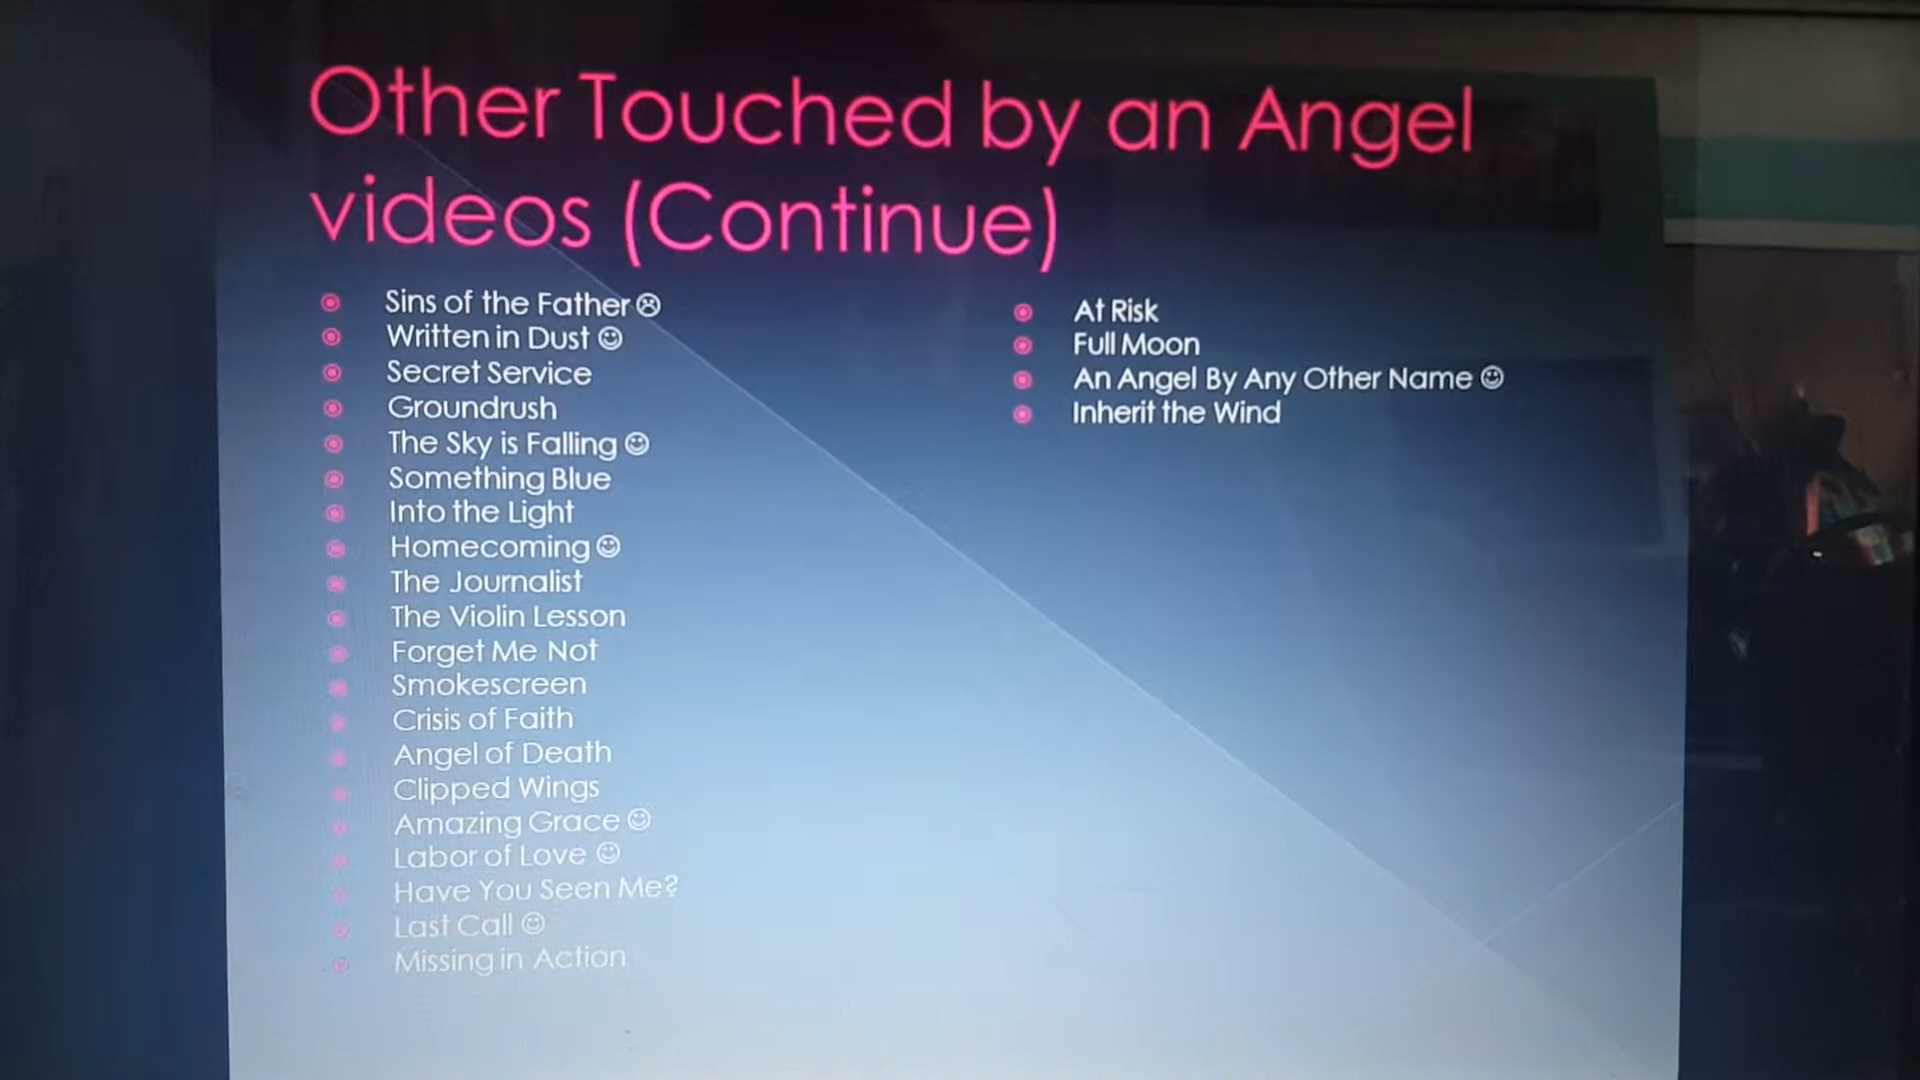 Other Touched by an Angel
videos (Continue)
Sins of the Father ☹
Written in Dust ☺
Secret Service
Groundrush
The Sky is Falling ☺
Something Blue
Into the Light
Homecoming ☺
The Journalist
The Violin Lesson
Forget Me Not
Smokescreen
Crisis of Faith
Angel of Death
Clipped Wings
Amazing Grace ☺
Labor of Love ☺
Have You Seen Me?
Last Call ☺
Missing in Action
At Risk
Full Moon
An Angel By Any Other Name ☺
Inherit the Wind